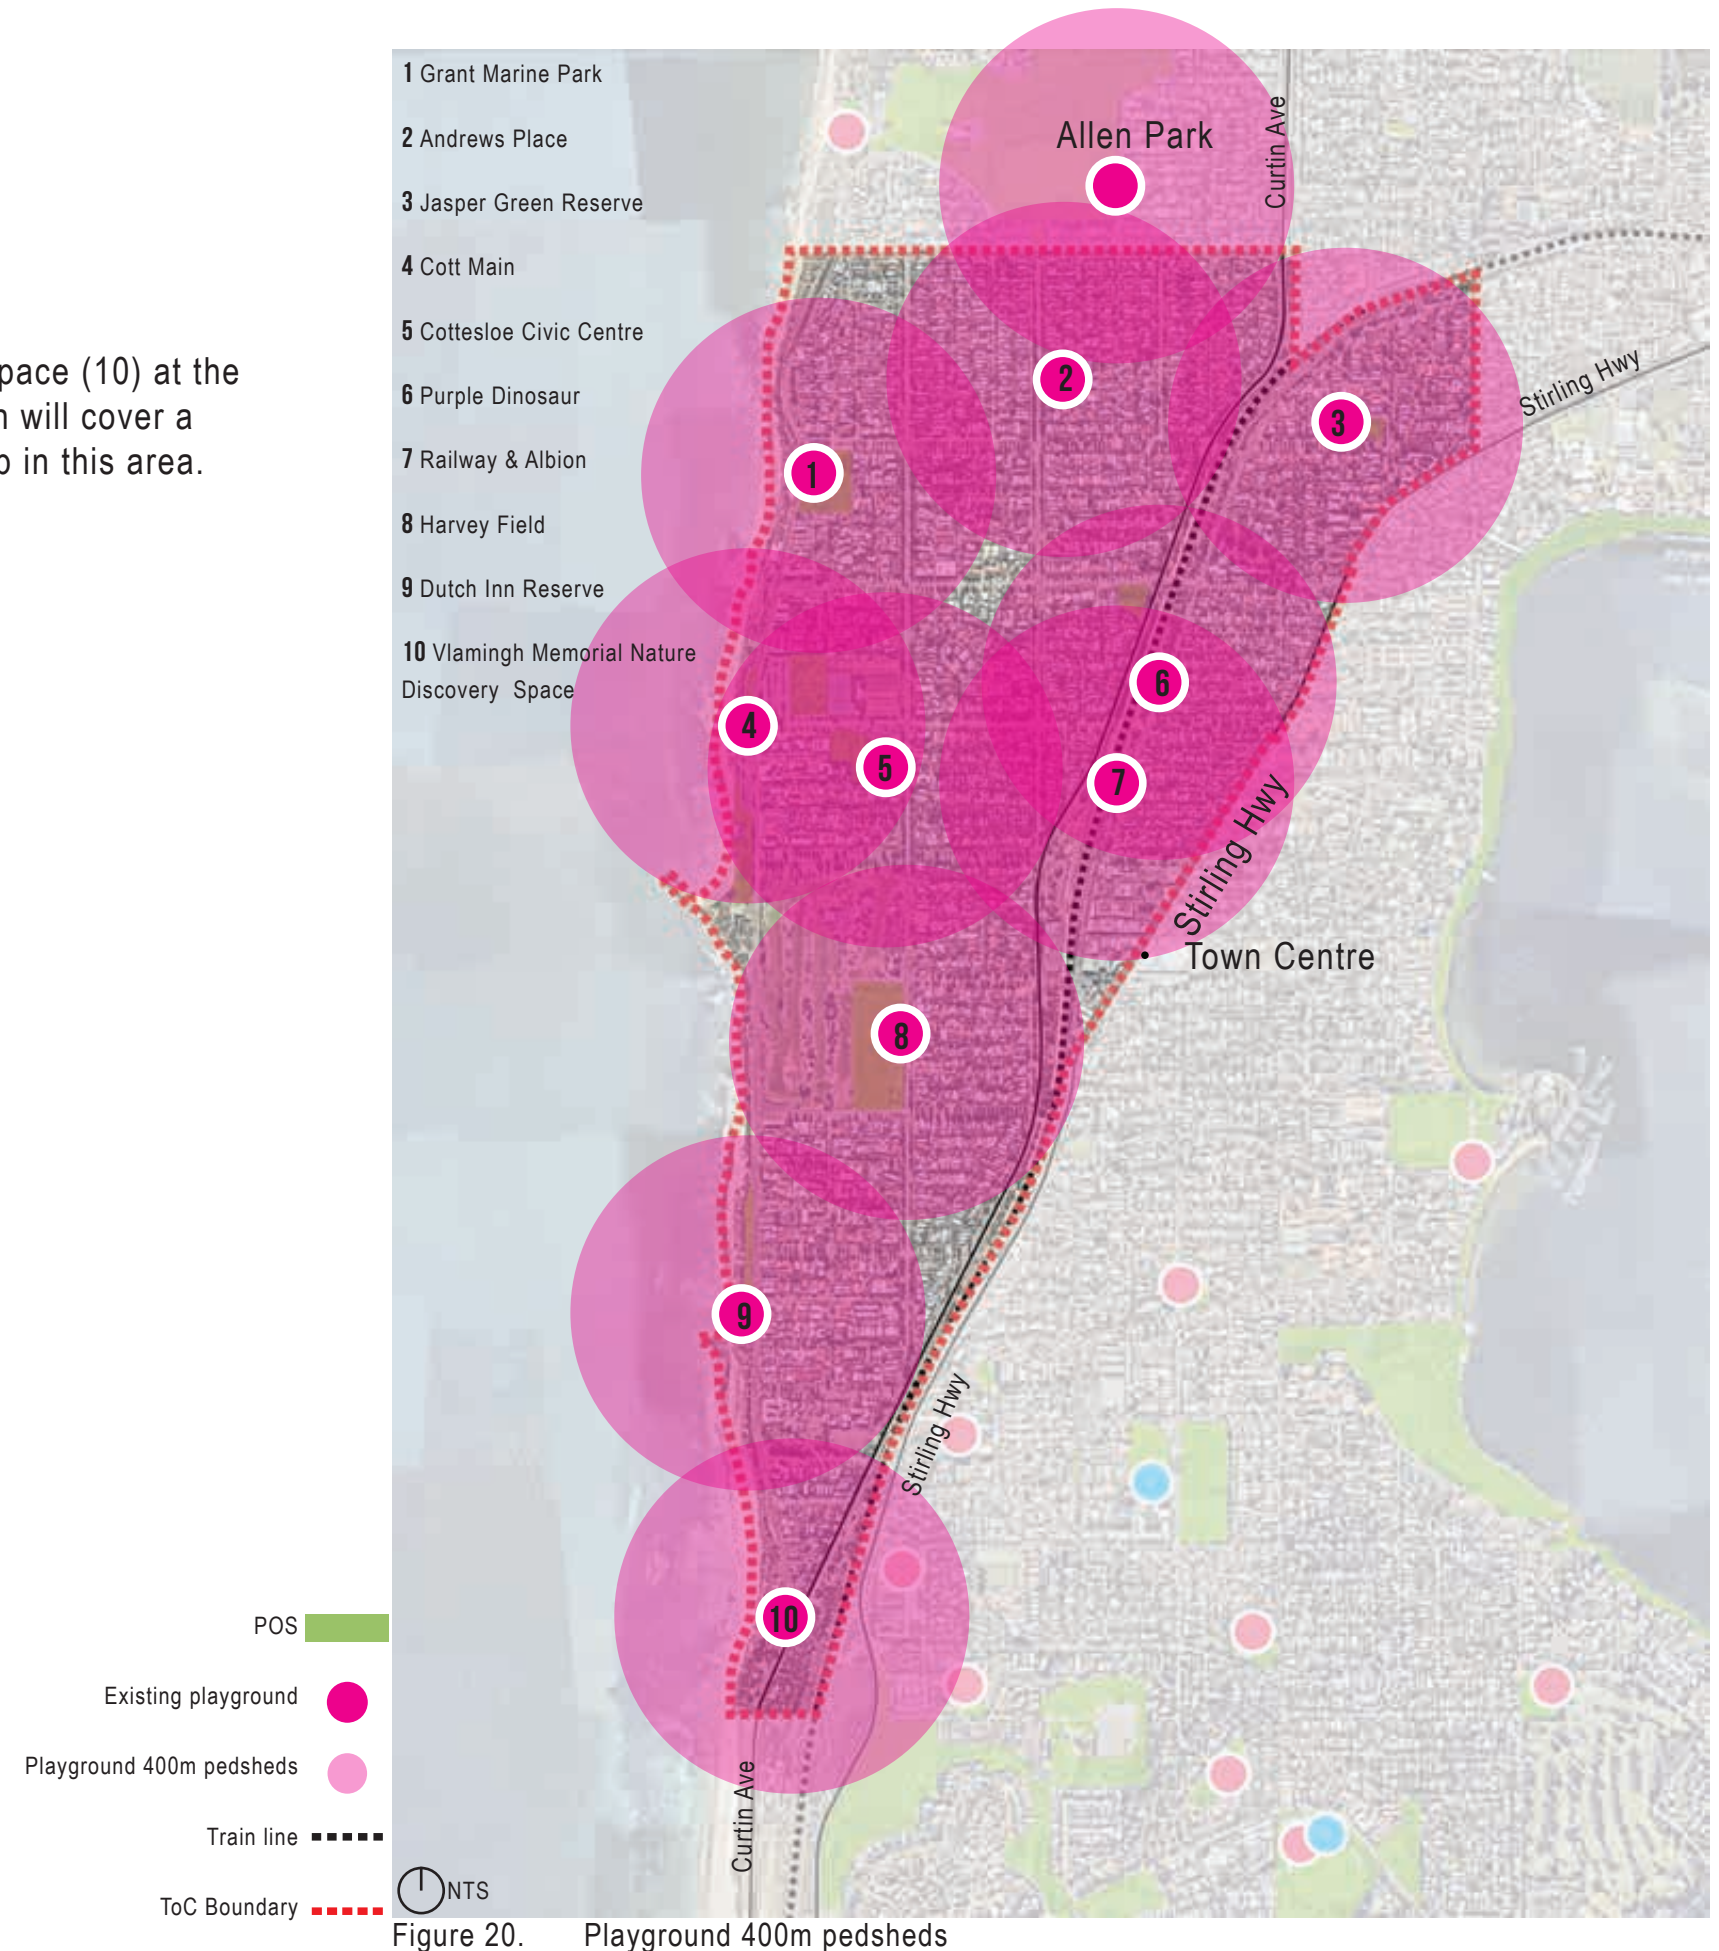 pace (10) at the
n will cover a
p in this area.
1 Grant Marine Park
2 Andrews Place
3 Jasper Green Reserve
4 Cott Main
5 Cottesloe Civic Centre
6 Purple Dinosaur
7 Railway & Albion
8 Harvey Field
9 Dutch Inn Reserve
10 Vlamingh Memorial Nature
Discovery Space
Allen Park
Curtin Ave
Stirling Hwy
2
3
1
6
4
5
7
Stirling Hwy
Town Centre
8
9
Stirling Hwy
10
Curtin Ave
POS
Existing playground
Playground 400m pedsheds
Train line
ToC Boundary
NTS
Figure 20. Playground 400m pedsheds